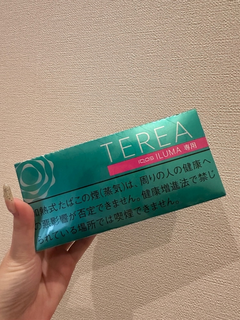 TEREA
IQOS ILUMA 専用
加熱式たばこの煙(蒸気)は、周りの人の健康へ
の悪影響が否定できません。健康増進法で禁じ
られている場所では喫煙できません。